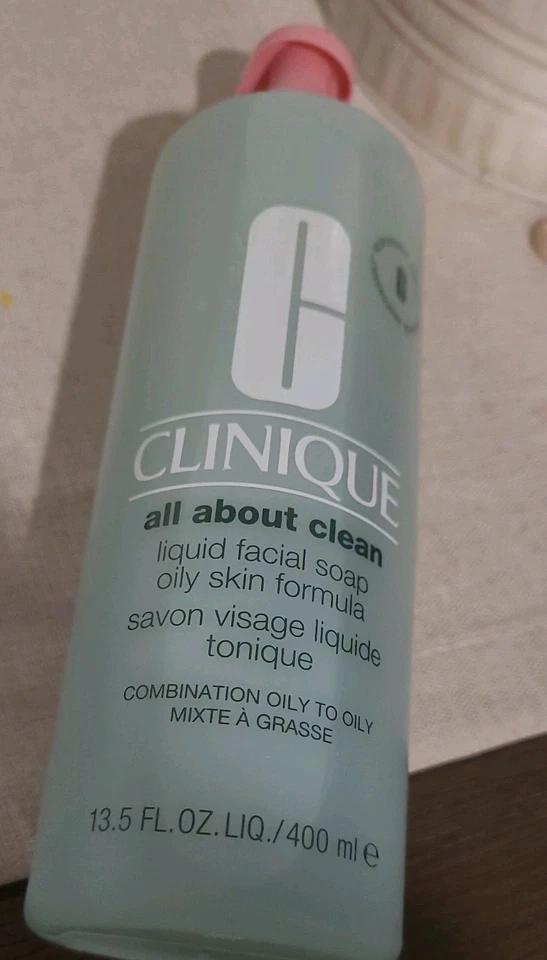 C
CLINIQUE
all about clean
liquid facial soap
oily skin formula
savon visage liquide
tonique
COMBINATION OILY TO OILY
MIXTE À GRASSE
13.5 FL.OZ.LIQ./400 ml ℮